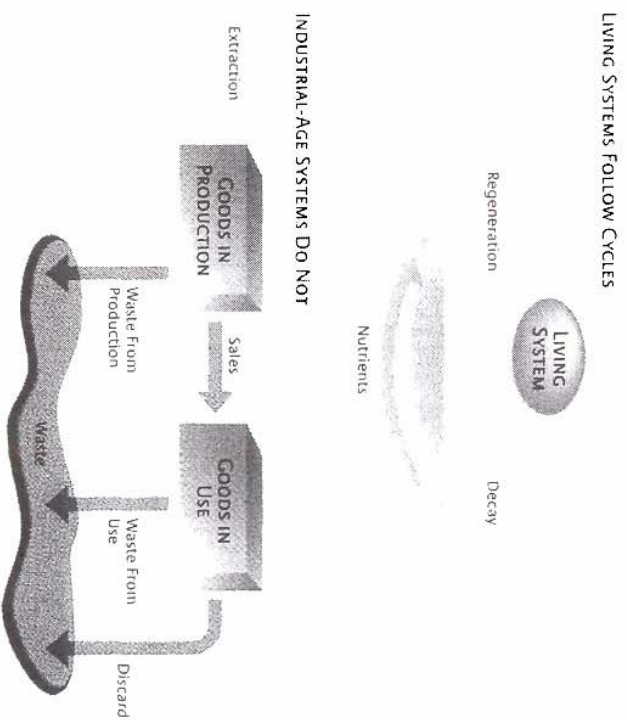 LIVING SYSTEMS FOLLOW CYCLES
LIVING
SYSTEM
Regeneration
Decay
Nutrients
INDUSTRIAL-AGE SYSTEMS DO NOT
Extraction
GOODS IN
PRODUCTION
Sales
GOODS IN
USE
Waste From
Production
Waste From
Use
Discard
Waste